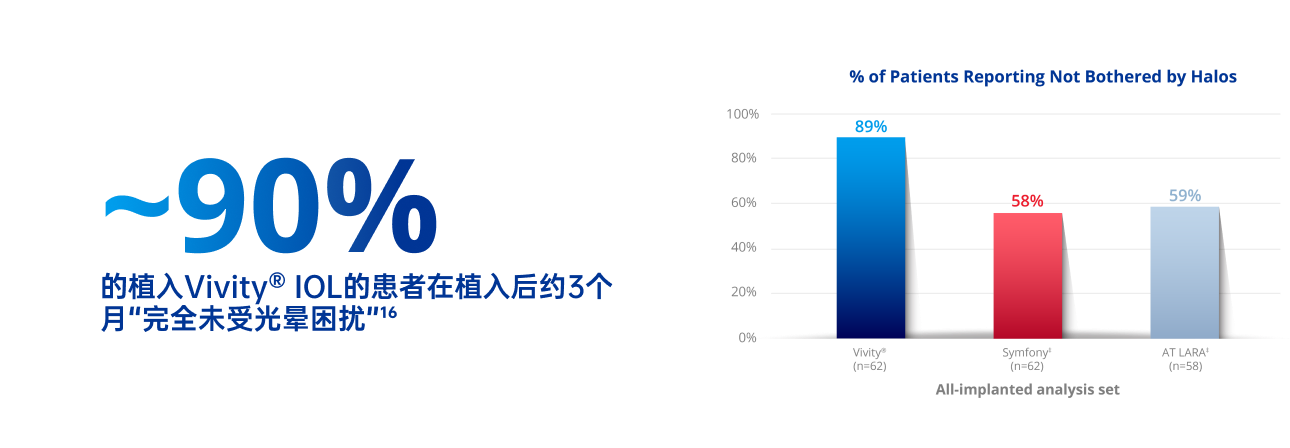 ~90%
的植入Vivity® IOL的患者在植入后约3个
月“完全未受光晕困扰”¹⁶
% of Patients Reporting Not Bothered by Halos
100%
80%
60%
40%
20%
0%
89%
58%
59%
Vivity®
(n=62)
Symfony‡
(n=62)
AT LARA‡
(n=58)
All-implanted analysis set